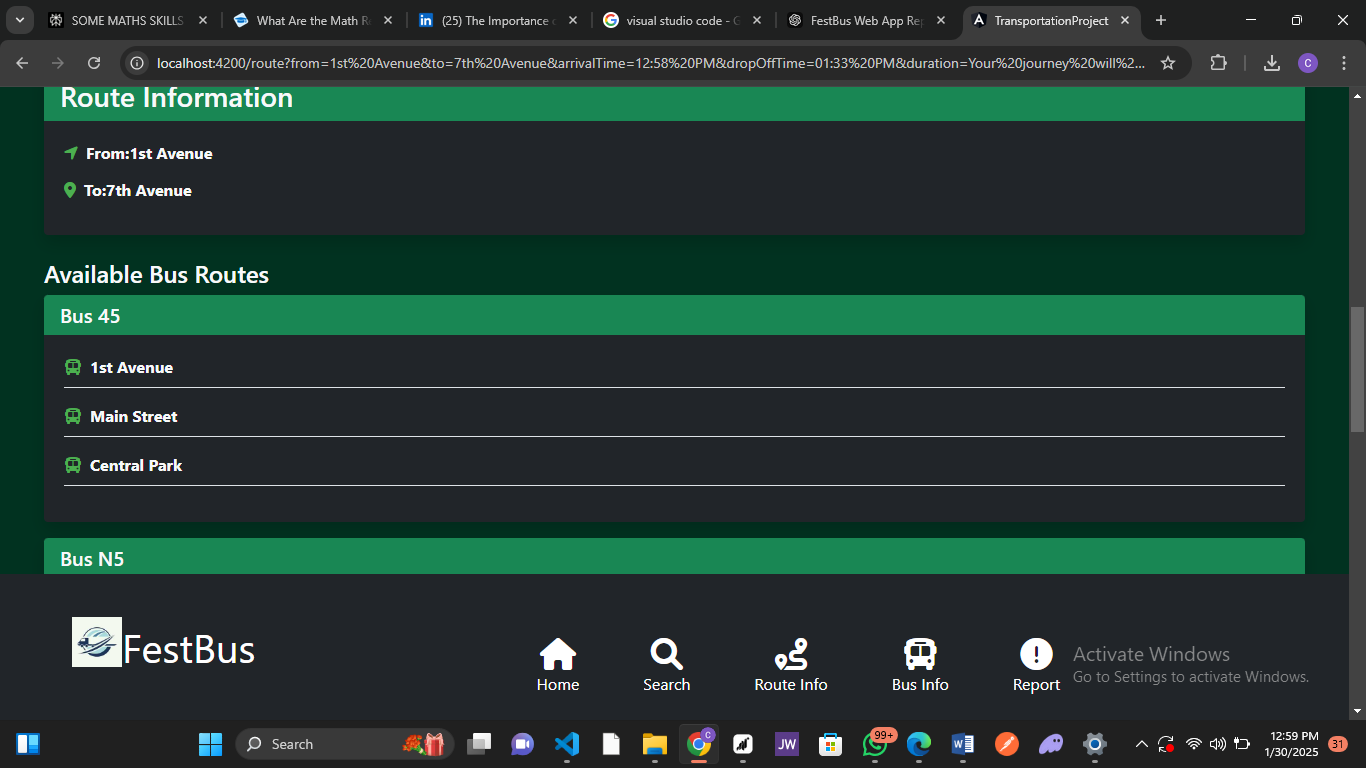 SOME MATHS SKILLS
What Are the Math R
(25) The Importance o
visual studio code - G
FestBus Web App Rep
TransportationProject
localhost:4200/route?from=1st%20Avenue&to=7th%20Avenue&arrivalTime=12:58%20PM&dropOffTime=01:33%20PM&duration=Your%20journey%20will%2...
C
Route Information
From:1st Avenue
To:7th Avenue
Available Bus Routes
Bus 45
1st Avenue
Main Street
Central Park
Bus N5
FestBus
Home
Search
Route Info
Bus Info
Report
Activate Windows
Go to Settings to activate Windows.
Search
C
JW
99+
12:59 PM
1/30/2025
31